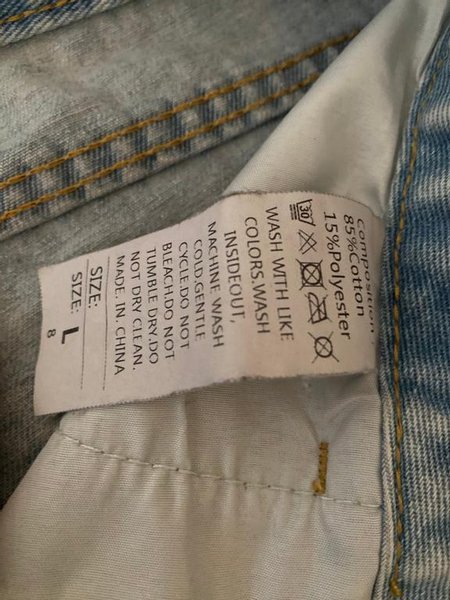 composition:
85%Cotton
15%Polyester
30
WASH WITH LIKE
COLORS.WASH
INSIDEOUT,
MACHINE WASH
COLD.GENTLE
CYCLE.DO NOT
BLEACH.DO NOT
TUMBLE DRY.DO
NOT DRY CLEAN.
MADE IN CHINA
SIZE: L
SIZE: 8